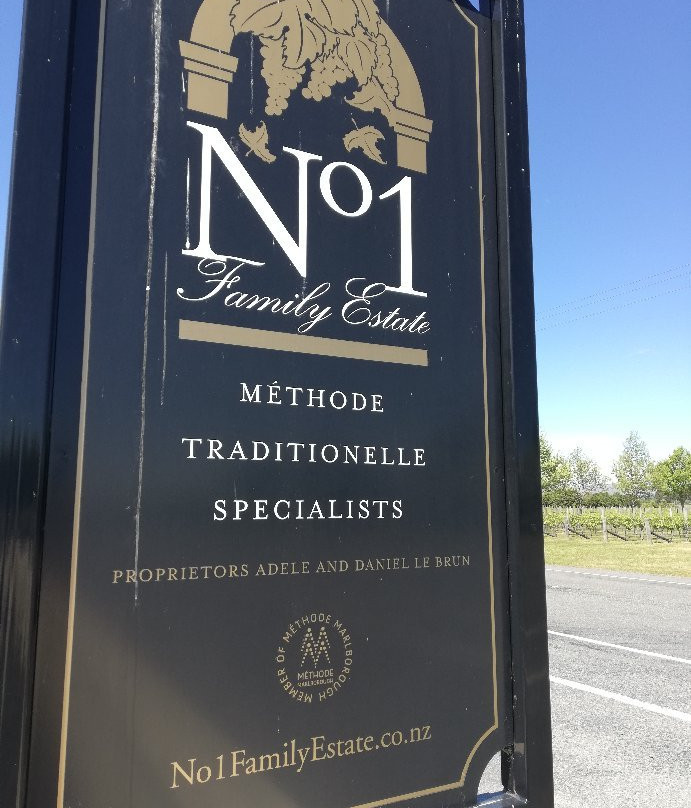 No1
Family Estate
MÉTHODE
TRADITIONELLE
SPECIALISTS
PROPRIETORS ADELE AND DANIEL LE BRUN
MEMBER OF MÉTHODE MARLBOROUGH
MÉTHODE
MARLBOROUGH
No1FamilyEstate.co.nz